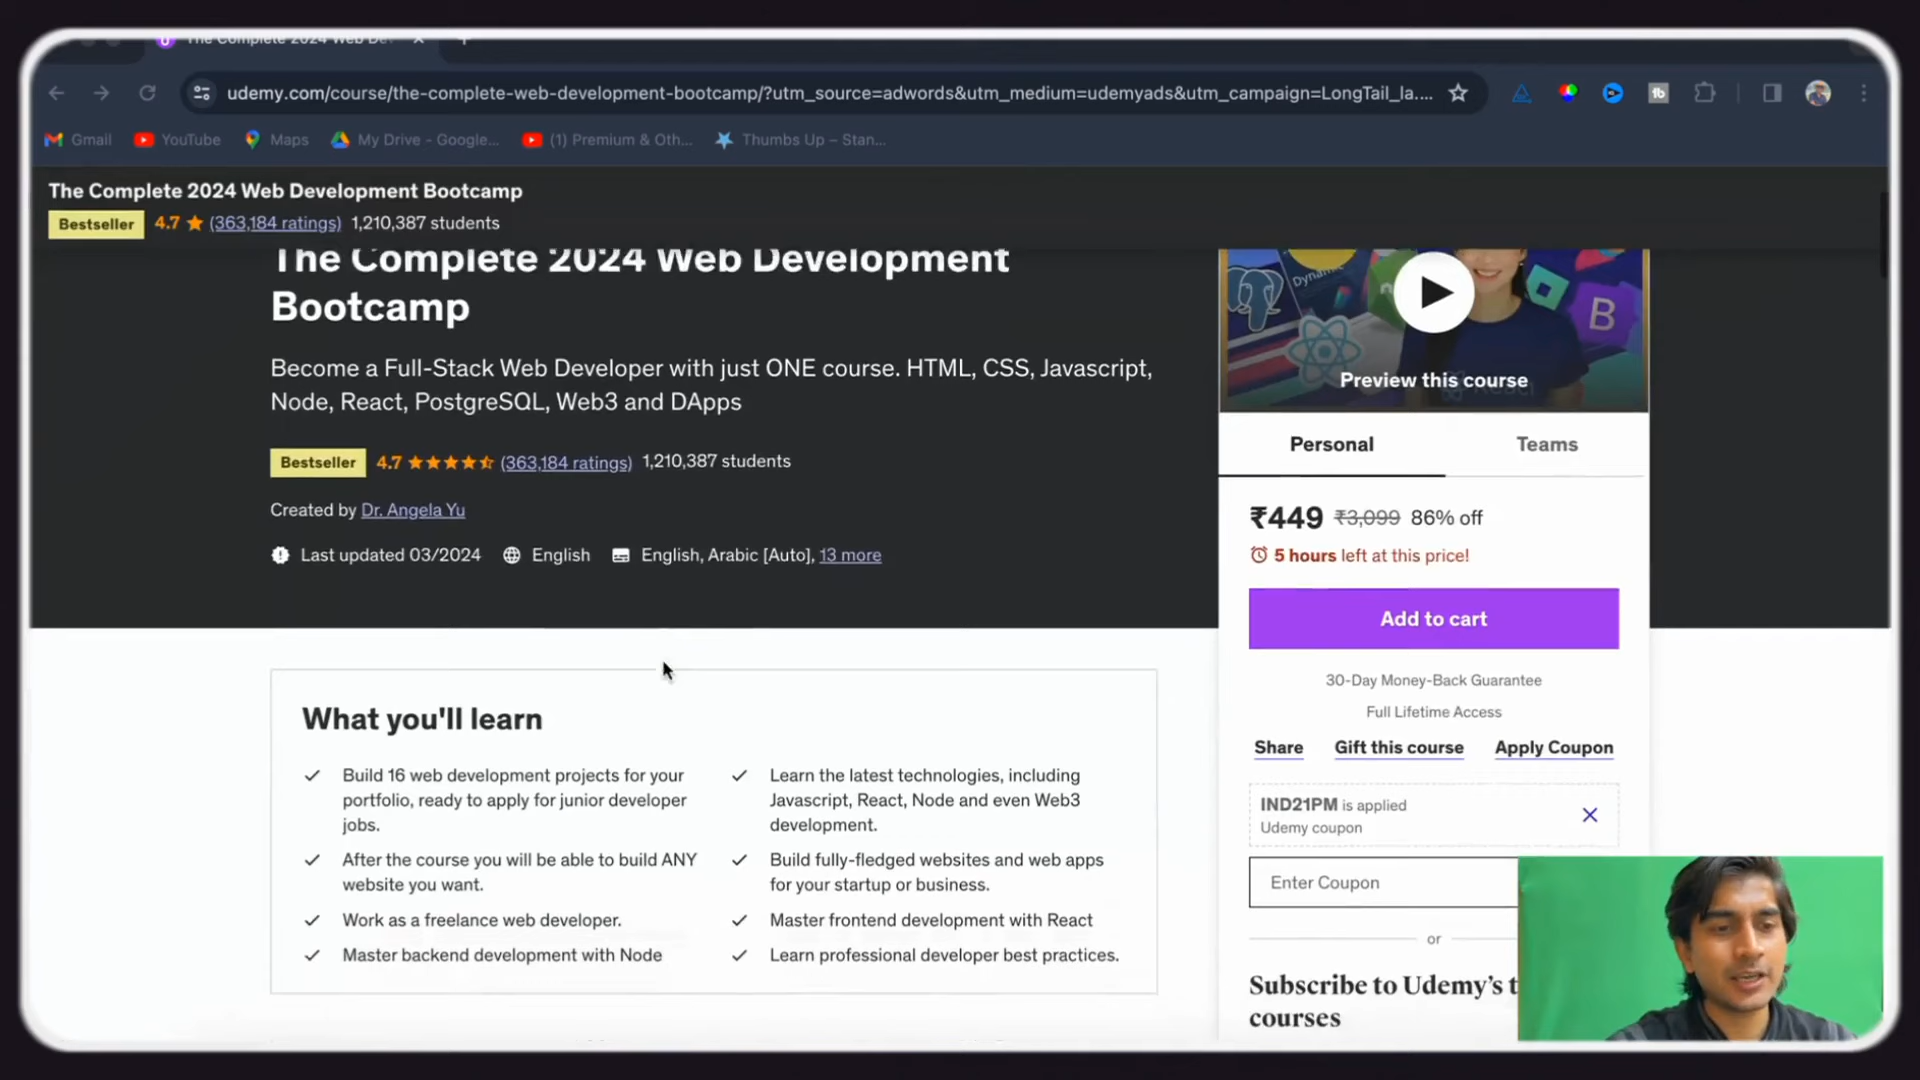 The Complete 2024 Web De
udemy.com/course/the-complete-web-development-bootcamp/?utm_source=adwords&utm_medium=udemyads&utm_campaign=LongTail_la....
Gmail YouTube Maps My Drive - Google... (1) Premium & Oth... Thumbs Up – Stan...
The Complete 2024 Web Development Bootcamp
Bestseller 4.7 (363,184 ratings) 1,210,387 students
The Complete 2024 Web Development
Bootcamp
Become a Full-Stack Web Developer with just ONE course. HTML, CSS, Javascript,
Node, React, PostgreSQL, Web3 and DApps
Bestseller 4.7 (363,184 ratings) 1,210,387 students
Created by Dr. Angela Yu
Last updated 03/2024 English English, Arabic [Auto], 13 more
What you'll learn
Build 16 web development projects for your
portfolio, ready to apply for junior developer
jobs.
After the course you will be able to build ANY
website you want.
Work as a freelance web developer.
Master backend development with Node
Learn the latest technologies, including
Javascript, React, Node and even Web3
development.
Build fully-fledged websites and web apps
for your startup or business.
Master frontend development with React
Learn professional developer best practices.
B
Preview this course
Personal Teams
₹449 ₹3,099 86% off
5 hours left at this price!
Add to cart
30-Day Money-Back Guarantee
Full Lifetime Access
Share Gift this course Apply Coupon
IND21PM is applied
Udemy coupon
Enter Coupon
or
Subscribe to Udemy's t
courses